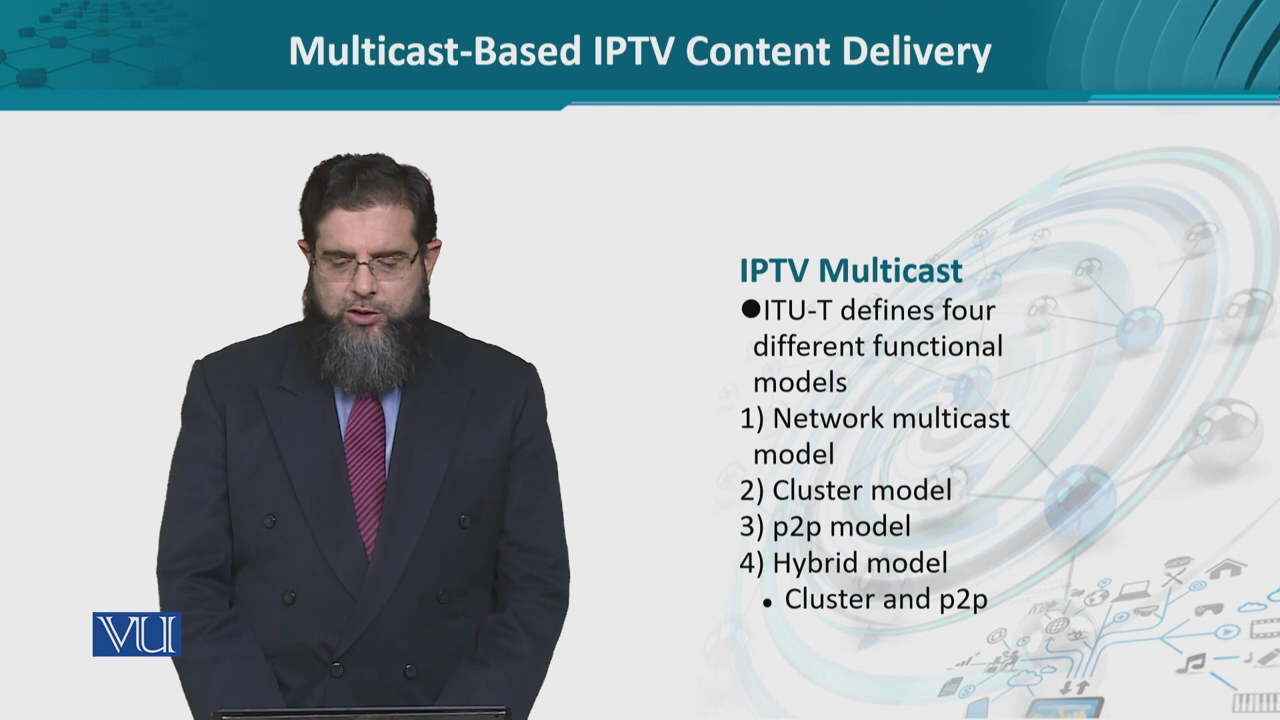 Multicast-Based IPTV Content Delivery
IPTV Multicast
●ITU-T defines four
different functional
models
1) Network multicast
model
2) Cluster model
3) p2p model
4) Hybrid model
• Cluster and p2p
VU